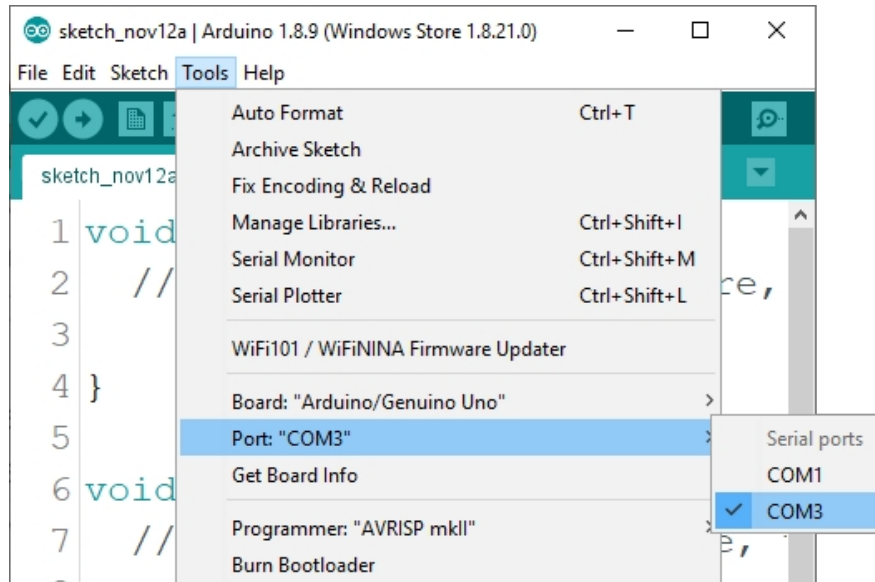 sketch_nov12a | Arduino 1.8.9 (Windows Store 1.8.21.0)
File Edit Sketch Tools Help
Auto Format Ctrl+T
Archive Sketch
sketch_nov12a
Fix Encoding & Reload
Manage Libraries... Ctrl+Shift+I
Serial Monitor Ctrl+Shift+M
Serial Plotter Ctrl+Shift+L
WiFi101 / WiFiNINA Firmware Updater
Board: "Arduino/Genuino Uno"
Port: "COM3"
Get Board Info
Programmer: "AVRISP mkII"
Burn Bootloader
Serial ports
COM1
COM3
1 void
2 // re,
3
4 }
5
6 void
7 // e,